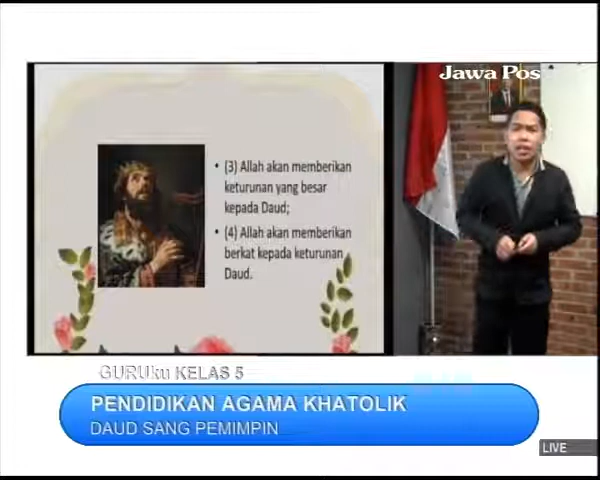 Jawa Pos
• (3) Allah akan memberikan
keturunan yang besar
kepada Daud;
• (4) Allah akan memberikan
berkat kepada keturunan
Daud.
GURUku KELAS 5
PENDIDIKAN AGAMA KHATOLIK
DAUD SANG PEMIMPIN
LIVE